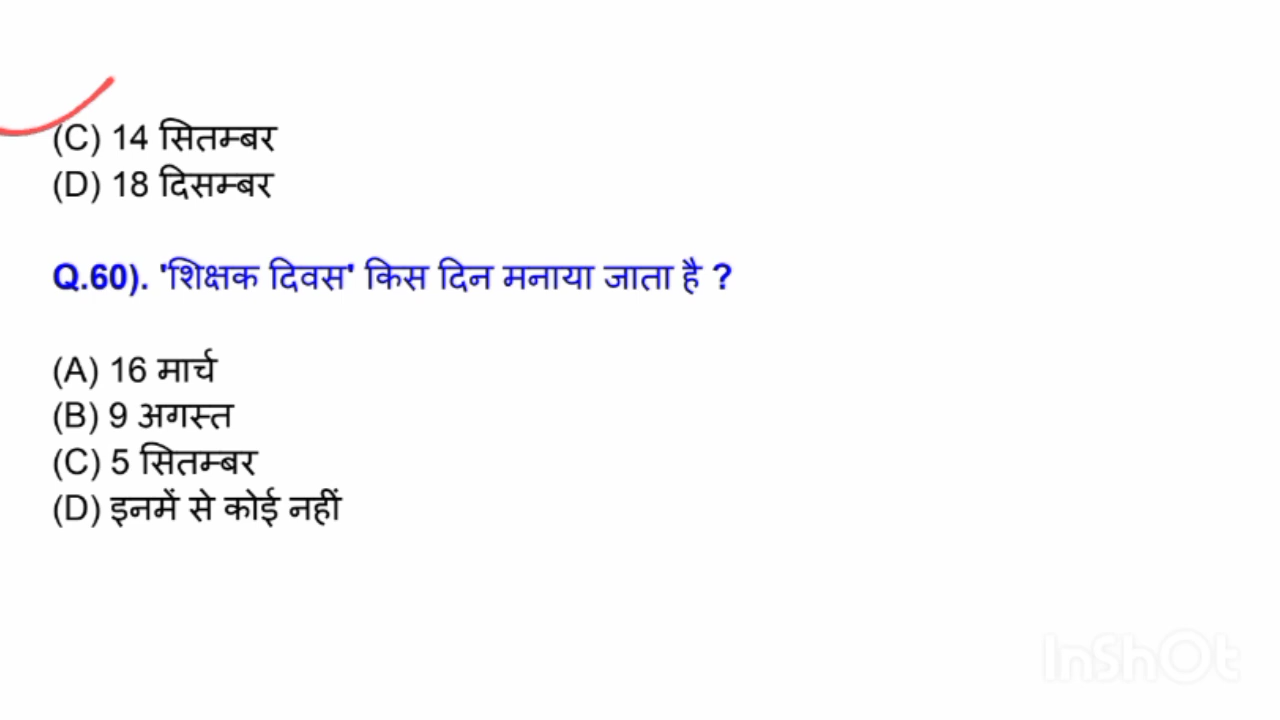 (C) 14 सितम्बर
(D) 18 दिसम्बर
Q.60). 'शिक्षक दिवस' किस दिन मनाया जाता है ?
(A) 16 मार्च
(B) 9 अगस्त
(C) 5 सितम्बर
(D) इनमें से कोई नहीं
InShOt